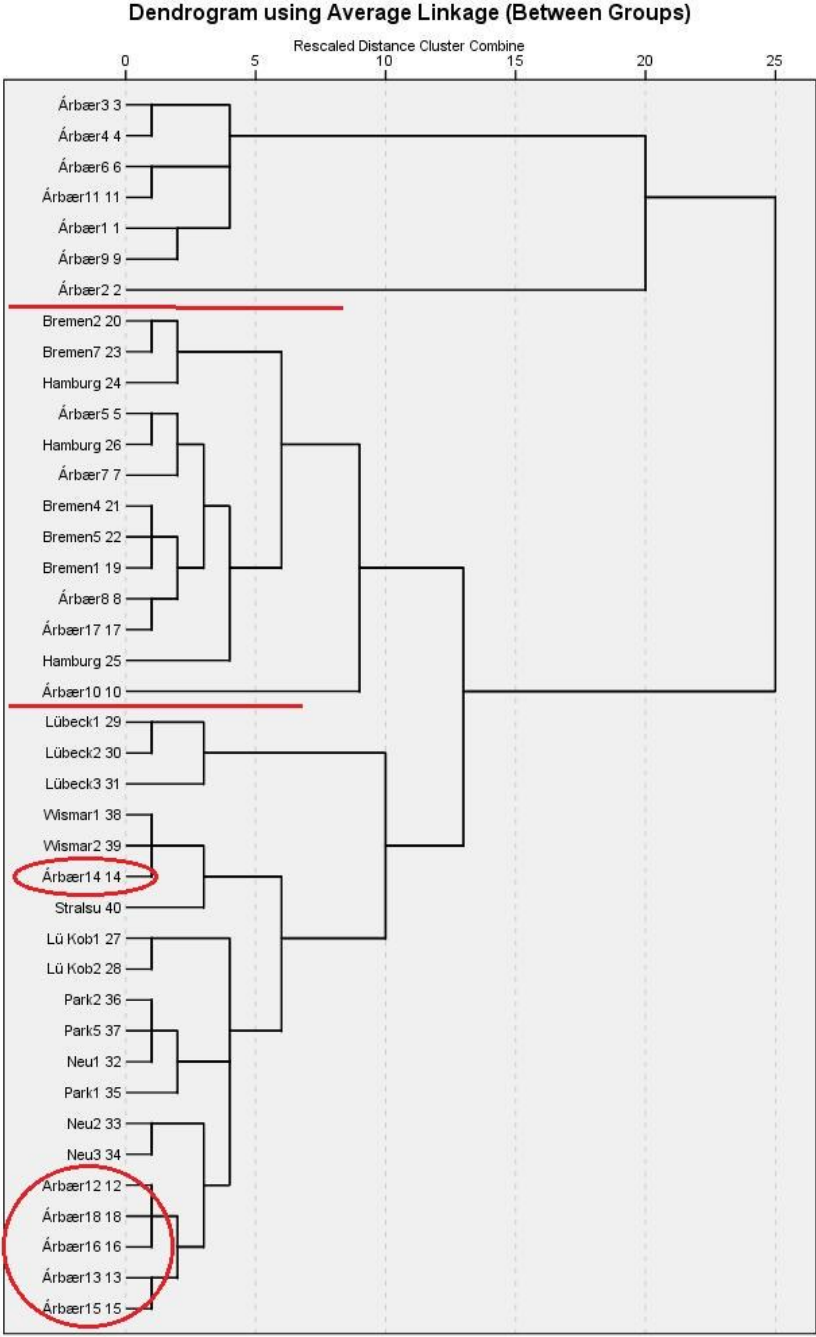 Dendrogram using Average Linkage (Between Groups)
Rescaled Distance Cluster Combine
0 5 10 15 20 25
Árbær3 3
Árbær4 4
Árbær6 6
Árbær11 11
Árbær1 1
Árbær9 9
Árbær2 2
Bremen2 20
Bremen7 23
Hamburg 24
Árbær5 5
Hamburg 26
Árbær7 7
Bremen4 21
Bremen5 22
Bremen1 19
Árbær8 8
Árbær17 17
Hamburg 25
Árbær10 10
Lübeck1 29
Lübeck2 30
Lübeck3 31
Wismar1 38
Wismar2 39
Árbær14 14
Stralsu 40
Lü Kob1 27
Lü Kob2 28
Park2 36
Park5 37
Neu1 32
Park1 35
Neu2 33
Neu3 34
Arbær12 12
Árbær18 18
Árbær16 16
Árbær13 13
Árbær15 15